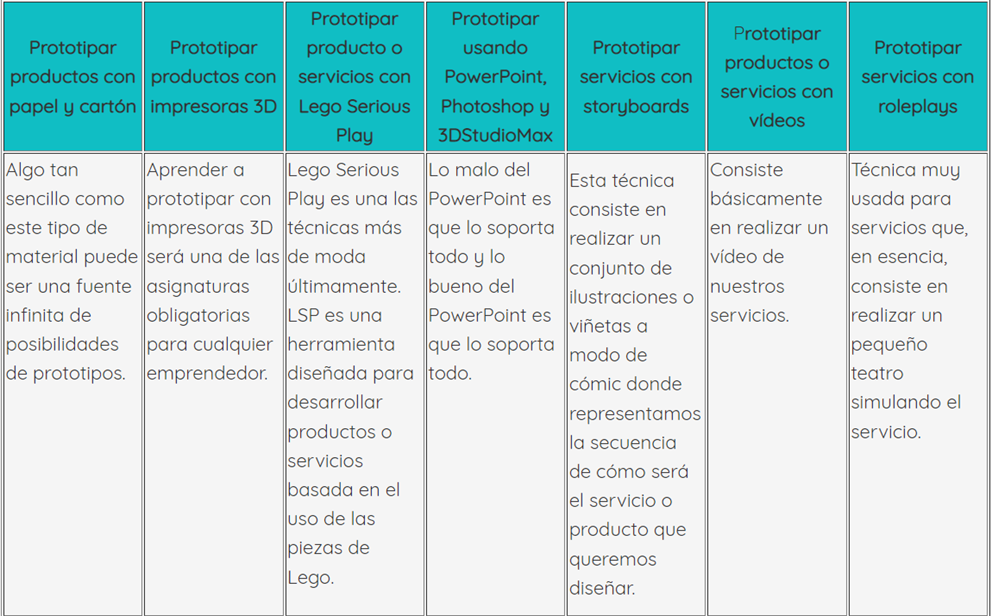 Prototipar
productos con
papel y cartón
Prototipar
productos con
impresoras 3D
Prototipar
producto o
servicios con
Lego Serious
Play
Prototipar
usando
PowerPoint,
Photoshop y
3DStudioMax
Prototipar
servicios con
storyboards
Prototipar
productos o
servicios con
vídeos
Prototipar
servicios con
roleplays
Algo tan
sencillo como
este tipo de
material puede
ser una fuente
infinita de
posibilidades
de prototipos.
Aprender a
prototipar con
impresoras 3D
será una de las
asignaturas
obligatorias
para cualquier
emprendedor.
Lego Serious
Play es una las
técnicas más
de moda
últimamente.
LSP es una
herramienta
diseñada para
desarrollar
productos o
servicios
basada en el
uso de las
piezas de
Lego.
Lo malo del
PowerPoint es
que lo soporta
todo y lo
bueno del
PowerPoint es
que lo soporta
todo.
Esta técnica
consiste en
realizar un
conjunto de
ilustraciones o
viñetas a
modo de
cómic donde
representamos
la secuencia
de cómo será
el servicio o
producto que
queremos
diseñar.
Consiste
básicamente
en realizar un
vídeo de
nuestros
servicios.
Técnica muy
usada para
servicios que,
en esencia,
consiste en
realizar un
pequeño
teatro
simulando el
servicio.